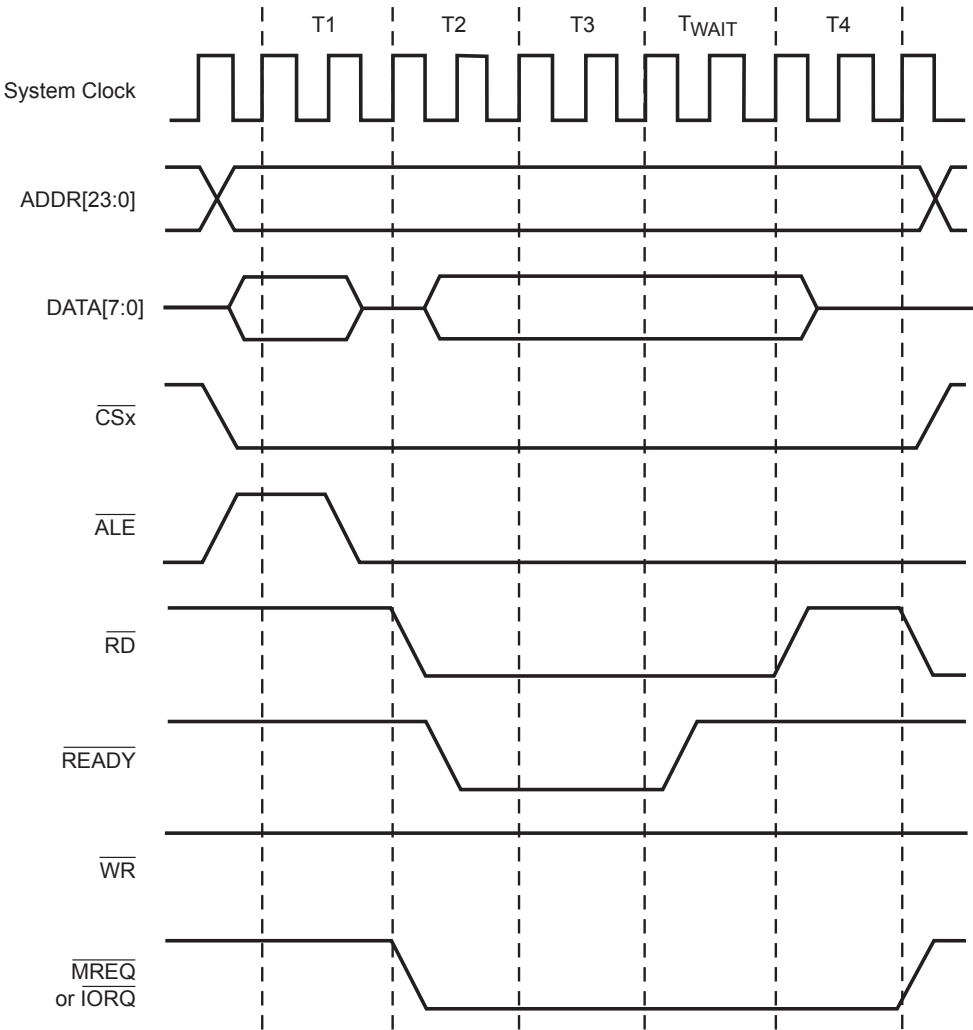 T1 T2 T3 TWAIT T4
System Clock
ADDR[23:0]
DATA[7:0]
CSx
ALE
RD
READY
WR
MREQ
or IORQ